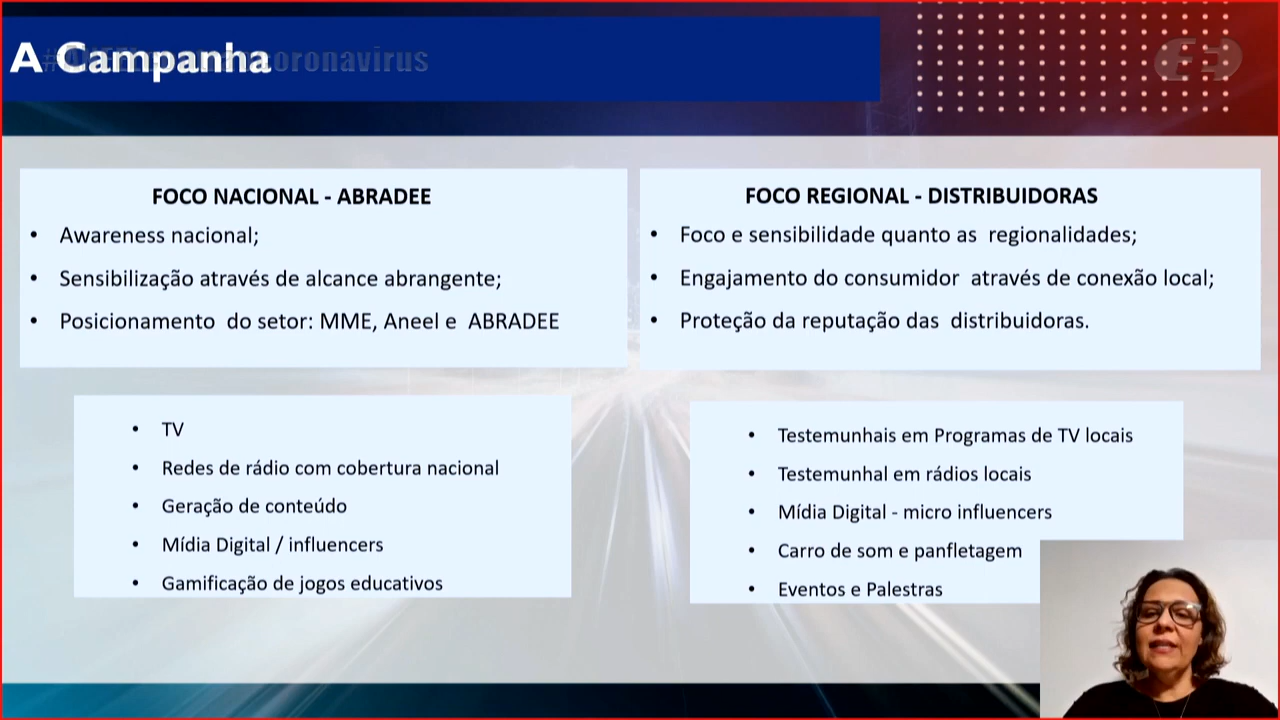 A Campanha
coronavirus
FOCO NACIONAL - ABRADEE
• Awareness nacional;
• Sensibilização através de alcance abrangente;
• Posicionamento do setor: MME, Aneel e ABRADEE
FOCO REGIONAL - DISTRIBUIDORAS
• Foco e sensibilidade quanto as regionalidades;
• Engajamento do consumidor através de conexão local;
• Proteção da reputação das distribuidoras.
• TV
• Redes de rádio com cobertura nacional
• Geração de conteúdo
• Mídia Digital / influencers
• Gamificação de jogos educativos
• Testemunhais em Programas de TV locais
• Testemunhal em rádios locais
• Mídia Digital - micro influencers
• Carro de som e panfletagem
• Eventos e Palestras